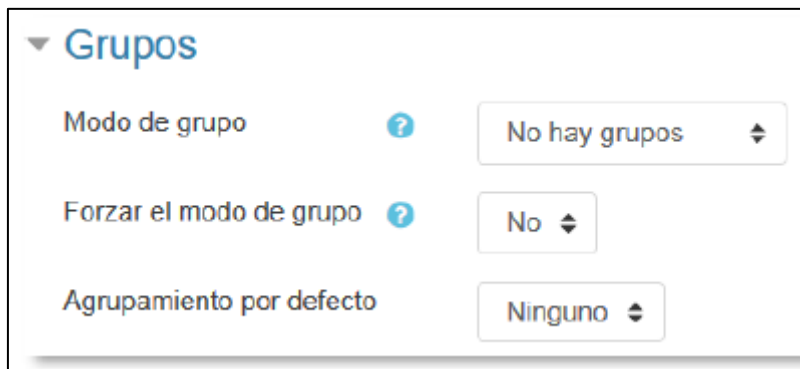 Grupos
Modo de grupo ? No hay grupos
Forzar el modo de grupo ? No
Agrupamiento por defecto Ninguno